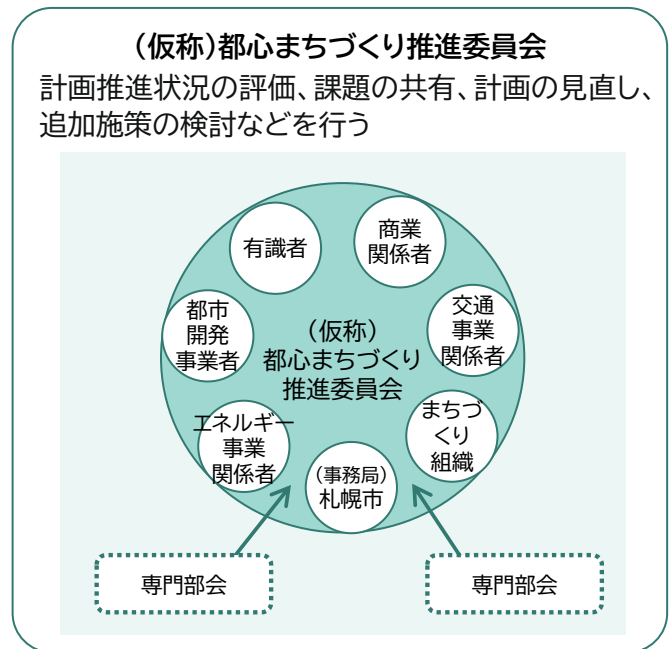 (仮称)都心まちづくり推進委員会
計画推進状況の評価、課題の共有、計画の見直し、
追加施策の検討などを行う
有識者
商業
関係者
都市
開発
事業者
交通
事業
関係者
(仮称)
都心まちづくり
推進委員会
エネルギー
事業
関係者
まちづ
くり
組織
(事務局)
札幌市
専門部会
専門部会